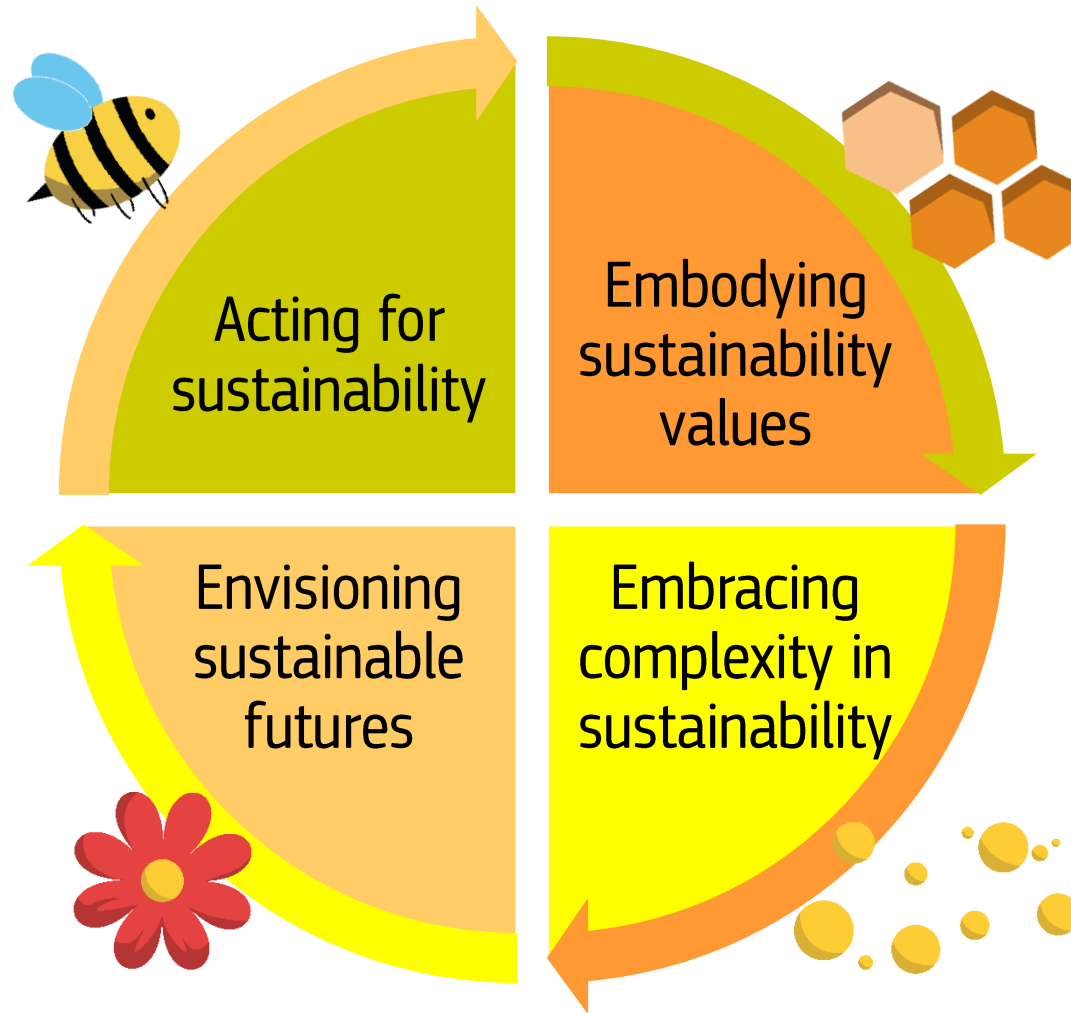 Acting for
sustainability
Embodying
sustainability
values
Envisioning
sustainable
futures
Embracing
complexity in
sustainability